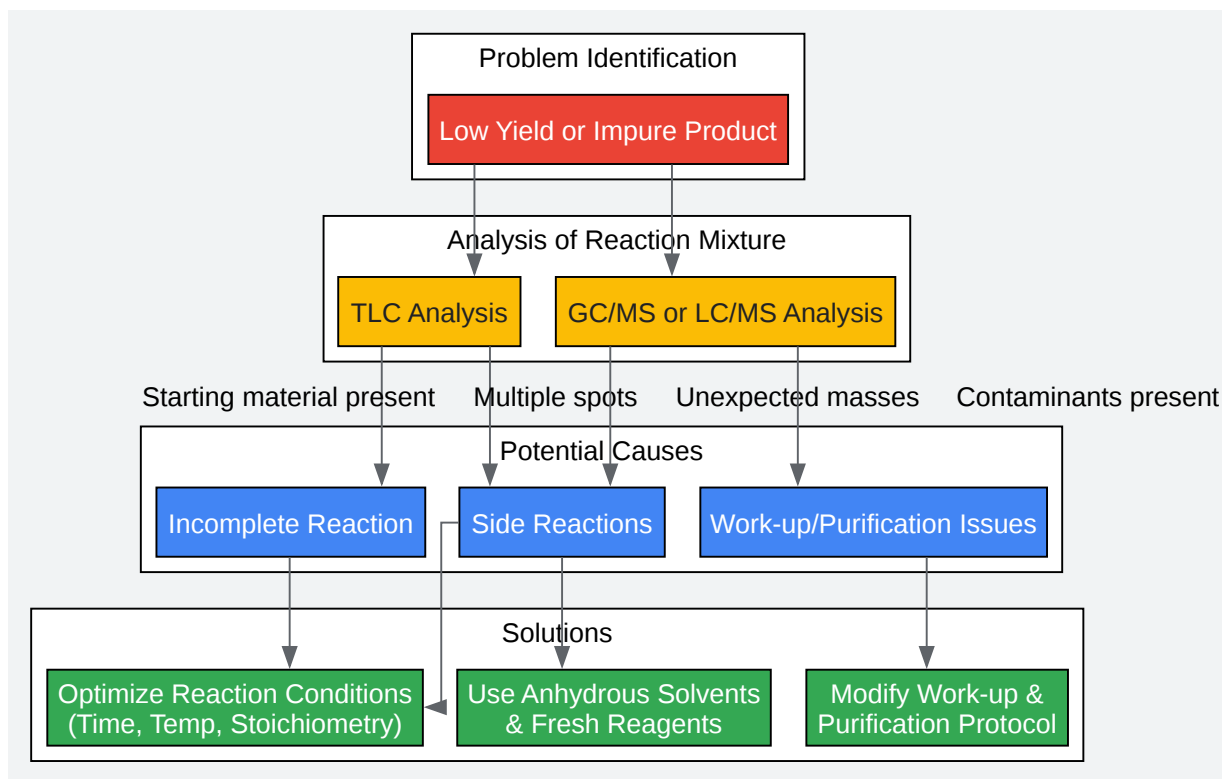 Problem Identification
Low Yield or Impure Product
Analysis of Reaction Mixture
TLC Analysis
GC/MS or LC/MS Analysis
Starting material present
Multiple spots
Unexpected masses
Contaminants present
Potential Causes
Incomplete Reaction
Side Reactions
Work-up/Purification Issues
Solutions
Optimize Reaction Conditions
(Time, Temp, Stoichiometry)
Use Anhydrous Solvents
& Fresh Reagents
Modify Work-up &
Purification Protocol